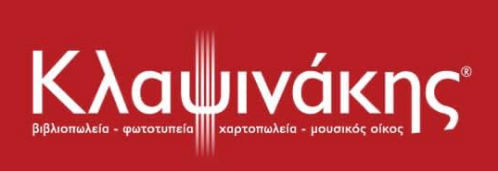 Κλαψινάκης®
βιβλιοπωλεία - φωτοτυπεία χαρτοπωλεία - μουσικός οίκος